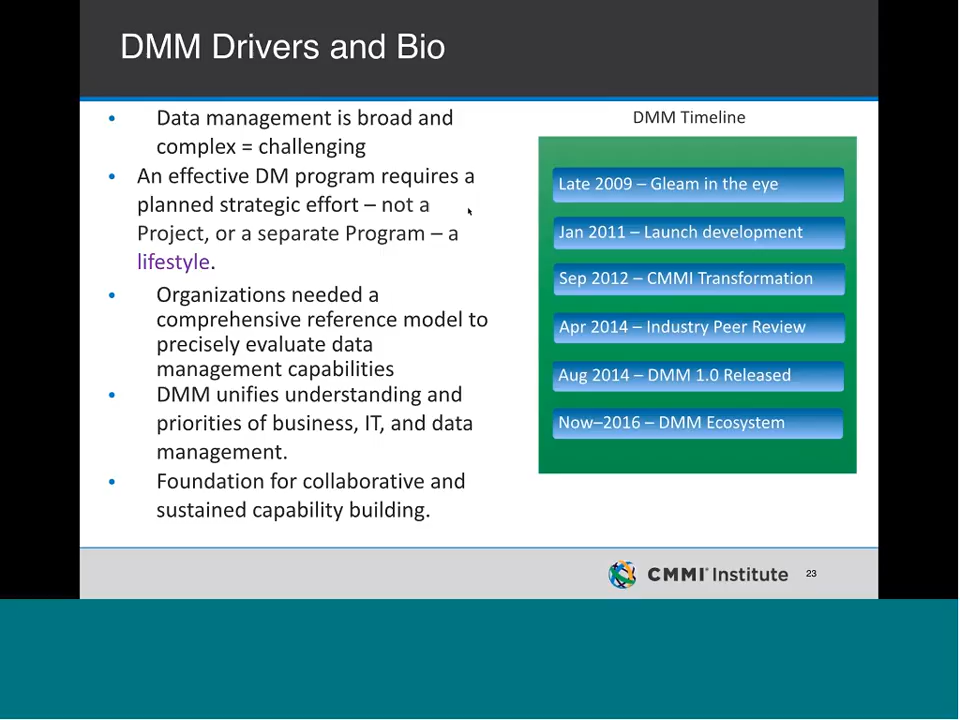 DMM Drivers and Bio
• Data management is broad and
complex = challenging
• An effective DM program requires a
planned strategic effort – not a
Project, or a separate Program – a
lifestyle.
• Organizations needed a
comprehensive reference model to
precisely evaluate data
management capabilities
• DMM unifies understanding and
priorities of business, IT, and data
management.
• Foundation for collaborative and
sustained capability building.
DMM Timeline
Late 2009 – Gleam in the eye
Jan 2011 – Launch development
Sep 2012 – CMMI Transformation
Apr 2014 – Industry Peer Review
Aug 2014 – DMM 1.0 Released
Now–2016 – DMM Ecosystem
CMMI® Institute
23